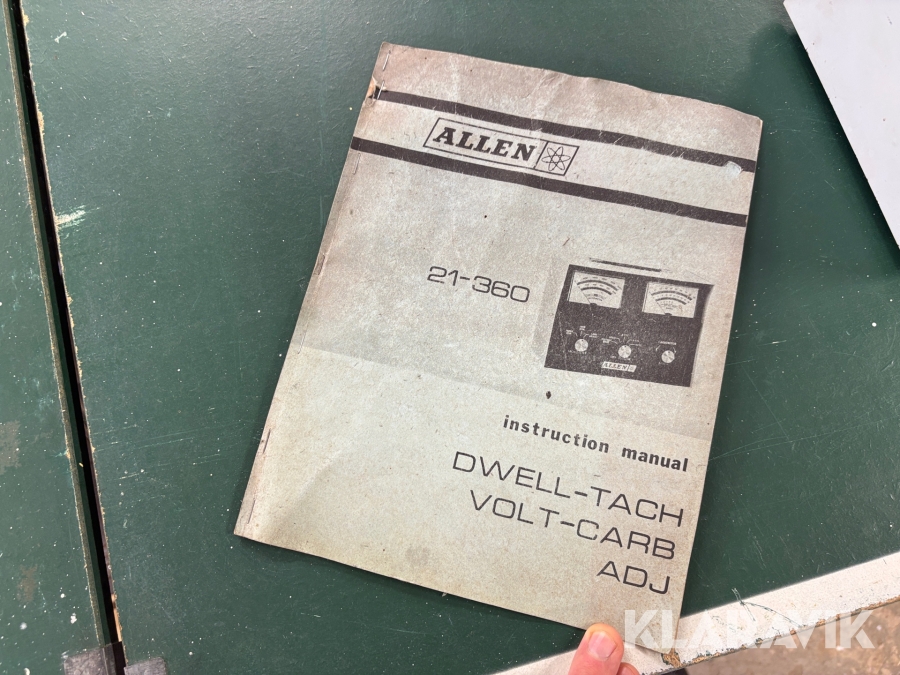 ALLEN
21-360
ALLEN
instruction manual
DWELL-TACH
VOLT-CARB
ADJ
KLARAVIK